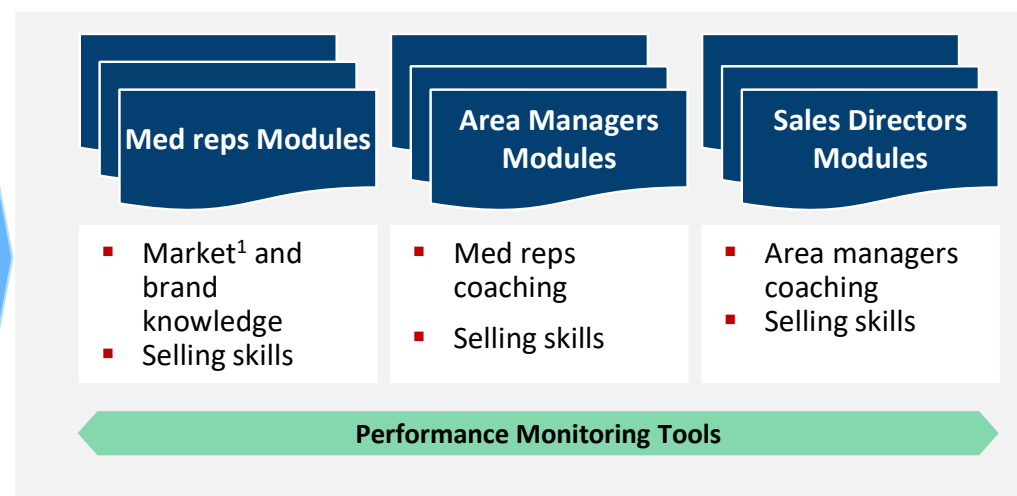 Med reps Modules
Area Managers
Modules
Sales Directors
Modules
▪ Market¹ and
brand
knowledge
▪ Selling skills
▪ Med reps
coaching
▪ Selling skills
▪ Area managers
coaching
▪ Selling skills
Performance Monitoring Tools